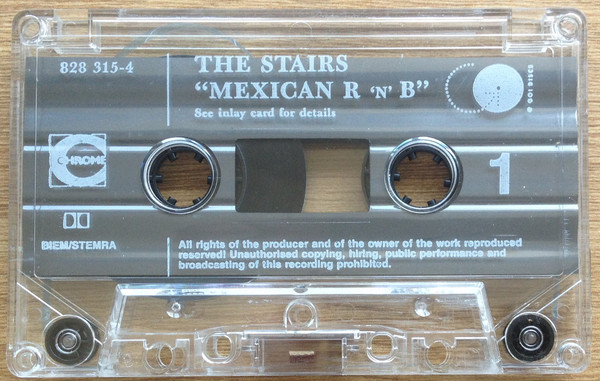 828 315-4
THE STAIRS
“MEXICAN R 'N' B”
See inlay card for details
CHROME
1
BIEM/STEMRA
All rights of the producer and of the owner of the work reproduced
reserved! Unauthorised copying, hiring, public performance and
broadcasting of this recording prohibited.